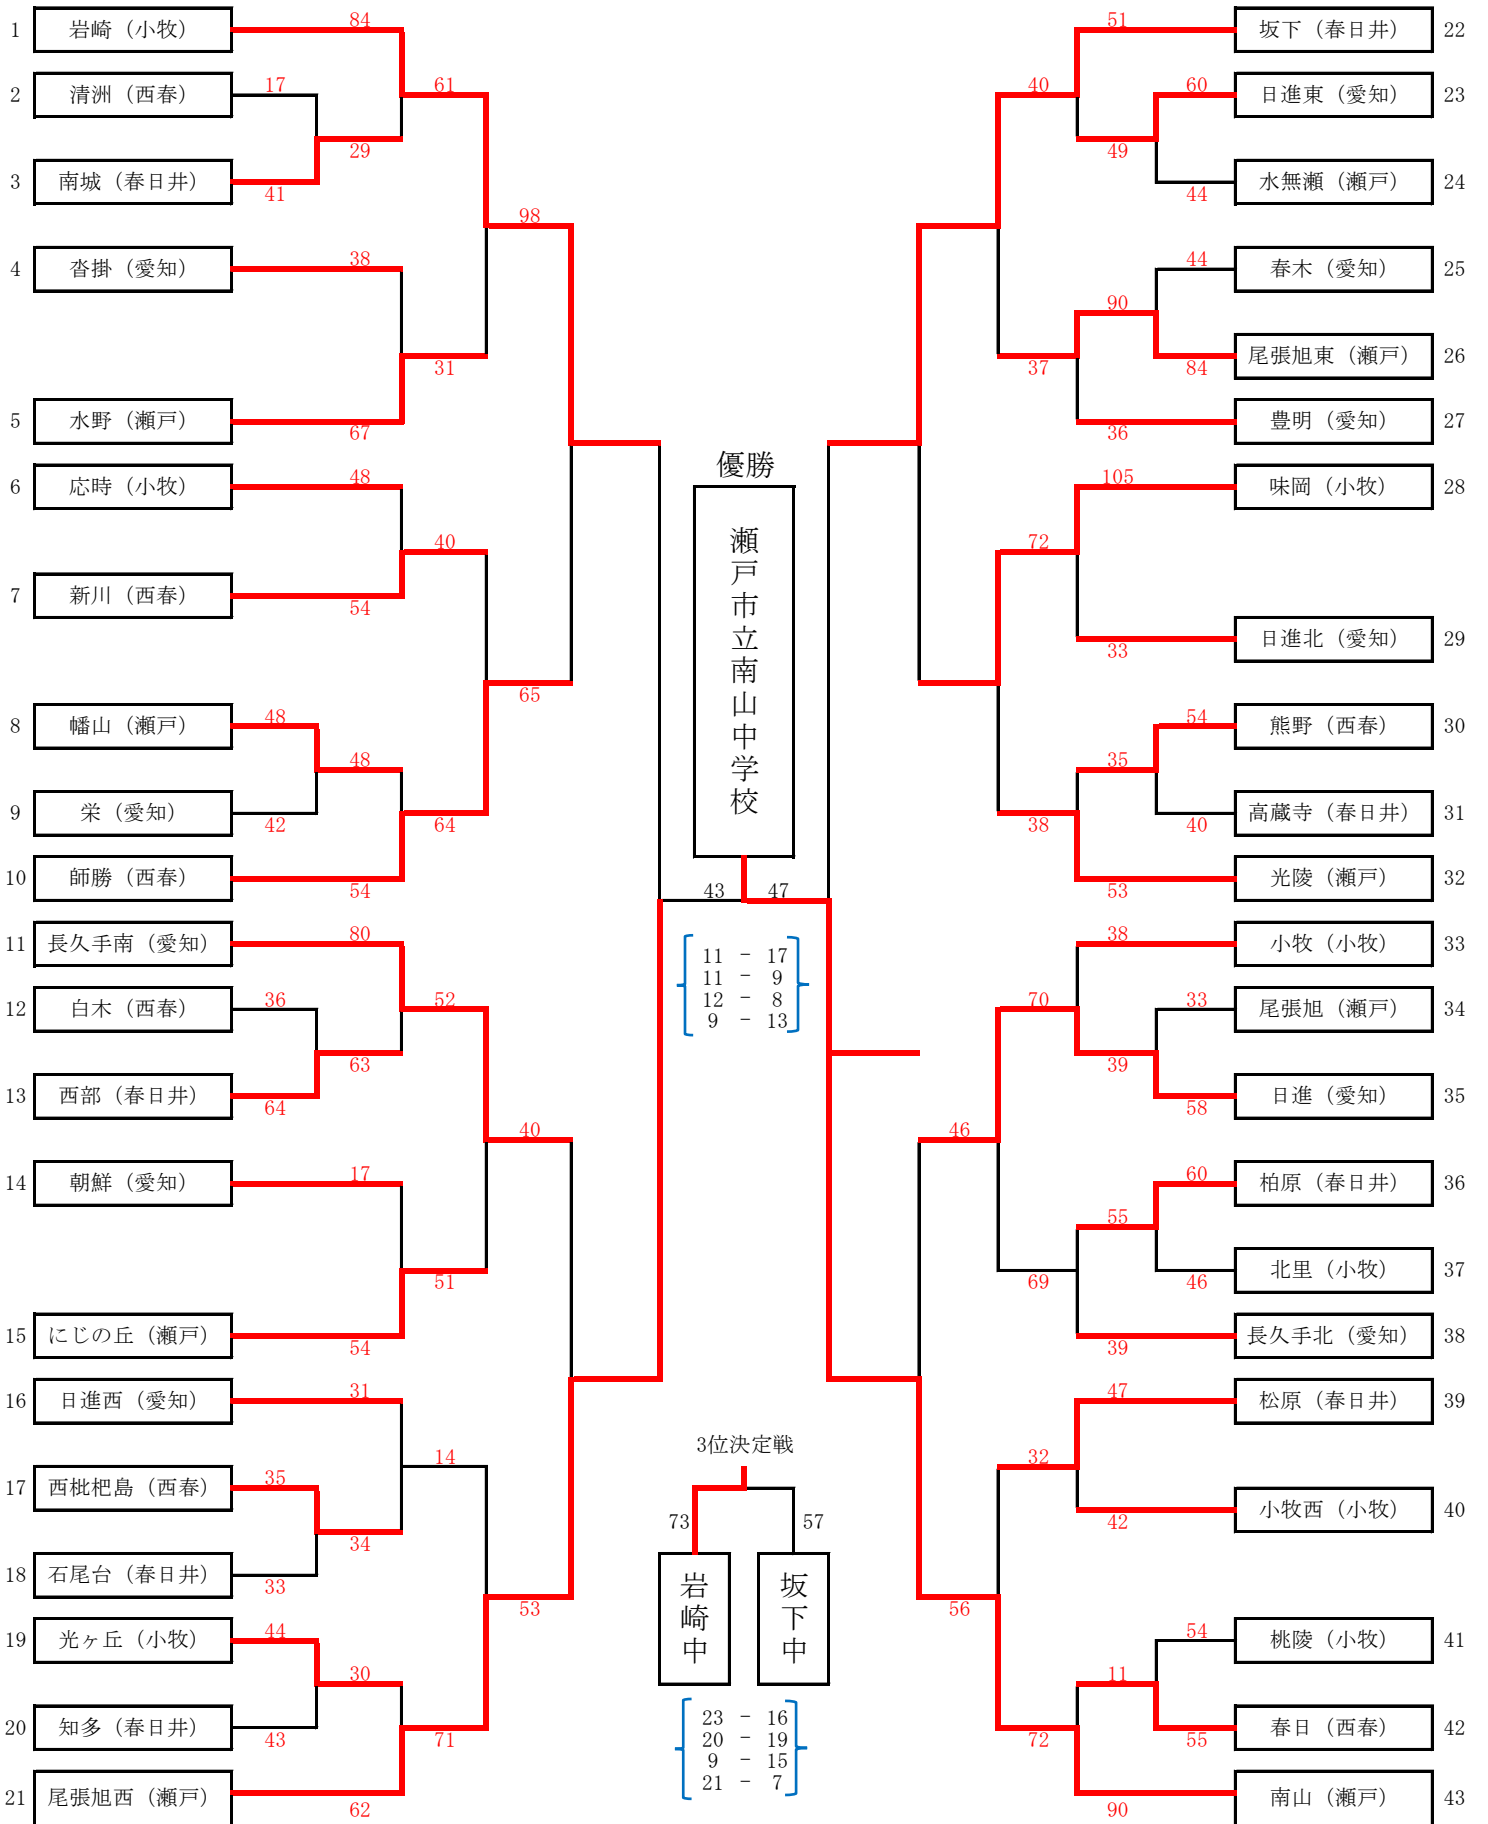 1 岩崎（小牧）
2 清洲（西春）
3 南城（春日井）
4 沓掛（愛知）
5 水野（瀬戸）
6 応時（小牧）
7 新川（西春）
8 幡山（瀬戸）
9 栄（愛知）
10 師勝（西春）
11 長久手南（愛知）
12 白木（西春）
13 西部（春日井）
14 朝鮮（愛知）
15 にじの丘（瀬戸）
16 日進西（愛知）
17 西枇杷島（西春）
18 石尾台（春日井）
19 光ヶ丘（小牧）
20 知多（春日井）
21 尾張旭西（瀬戸）
84
17
41
38
67
48
54
48
42
54
80
36
64
17
54
31
35
33
44
43
62
29
48
63
34
30
61
31
40
64
52
51
14
71
98
65
40
53
優勝
瀬戸市立南山中学校
43 47
11 - 17
11 - 9
12 - 8
9 - 13
3位決定戦
73 57
岩崎中
坂下中
23 - 16
20 - 19
9 - 15
21 - 7
46
56
40
37
72
38
70
69
32
72
49
90
35
39
55
11
51
60
44
44
84
36
105
33
54
40
53
38
33
58
60
46
39
47
42
54
55
90
坂下（春日井） 22
日進東（愛知） 23
水無瀬（瀬戸） 24
春木（愛知） 25
尾張旭東（瀬戸） 26
豊明（愛知） 27
味岡（小牧） 28
日進北（愛知） 29
熊野（西春） 30
高蔵寺（春日井） 31
光陵（瀬戸） 32
小牧（小牧） 33
尾張旭（瀬戸） 34
日進（愛知） 35
柏原（春日井） 36
北里（小牧） 37
長久手北（愛知） 38
松原（春日井） 39
小牧西（小牧） 40
桃陵（小牧） 41
春日（西春） 42
南山（瀬戸） 43